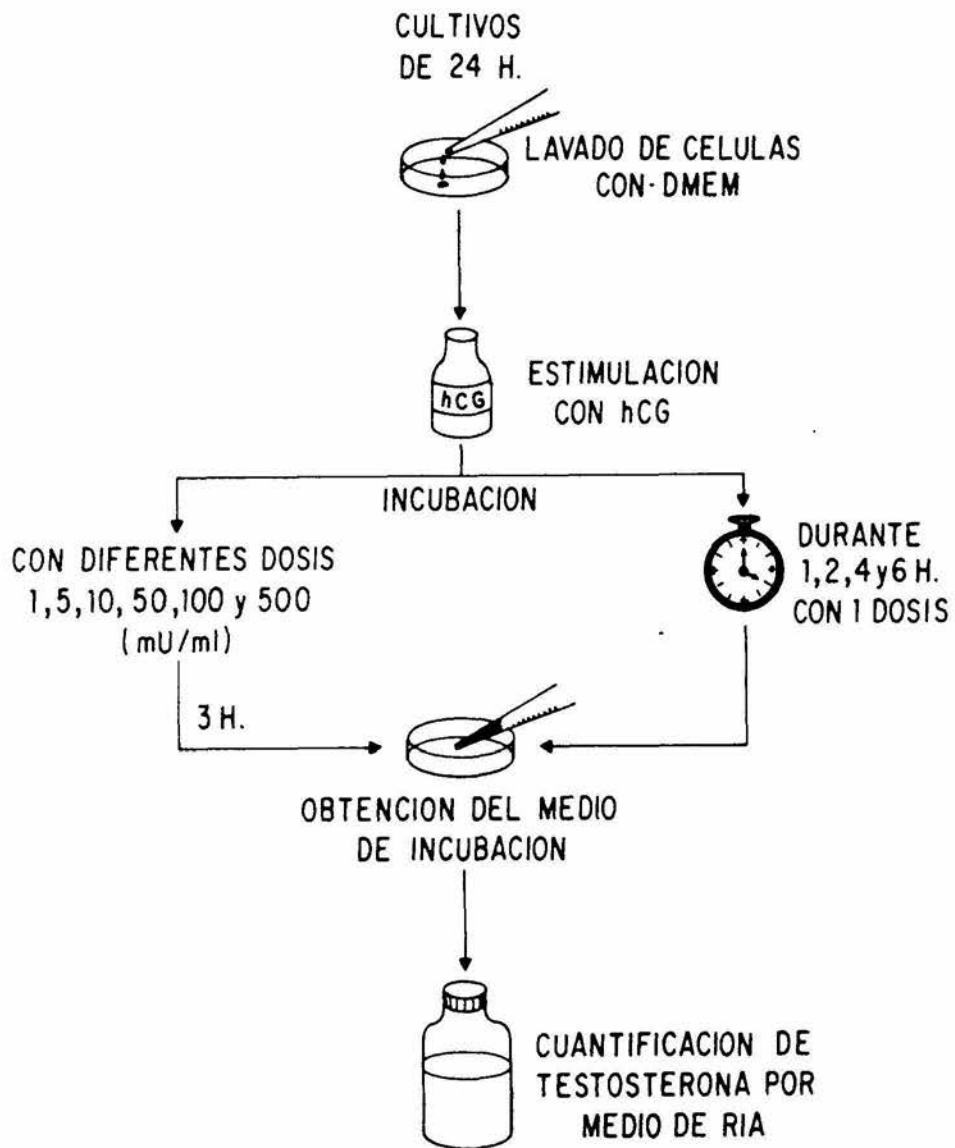 CULTIVOS
DE 24 H.
LAVADO DE CELULAS
CON-DMEM
hCG
ESTIMULACION
CON hCG
INCUBACION
CON DIFERENTES DOSIS
1,5,10, 50,100 y 500
(mU/ml)
DURANTE
1,2,4 y 6 H.
CON 1 DOSIS
3 H.
OBTENCION DEL MEDIO
DE INCUBACION
CUANTIFICACION DE
TESTOSTERONA POR
MEDIO DE RIA